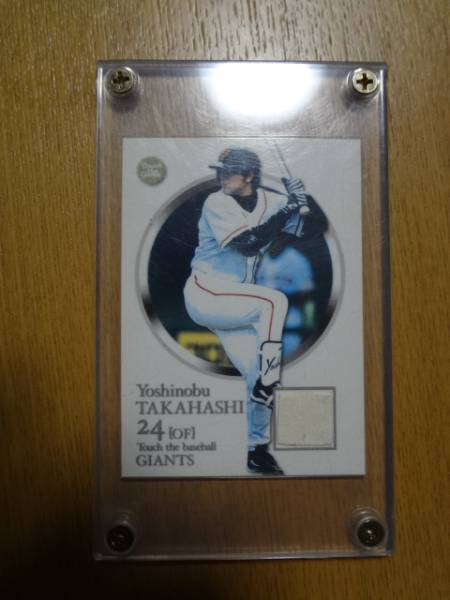 Yoshinobu
TAKAHASHI
24 [OF]
Touch the baseball
GIANTS